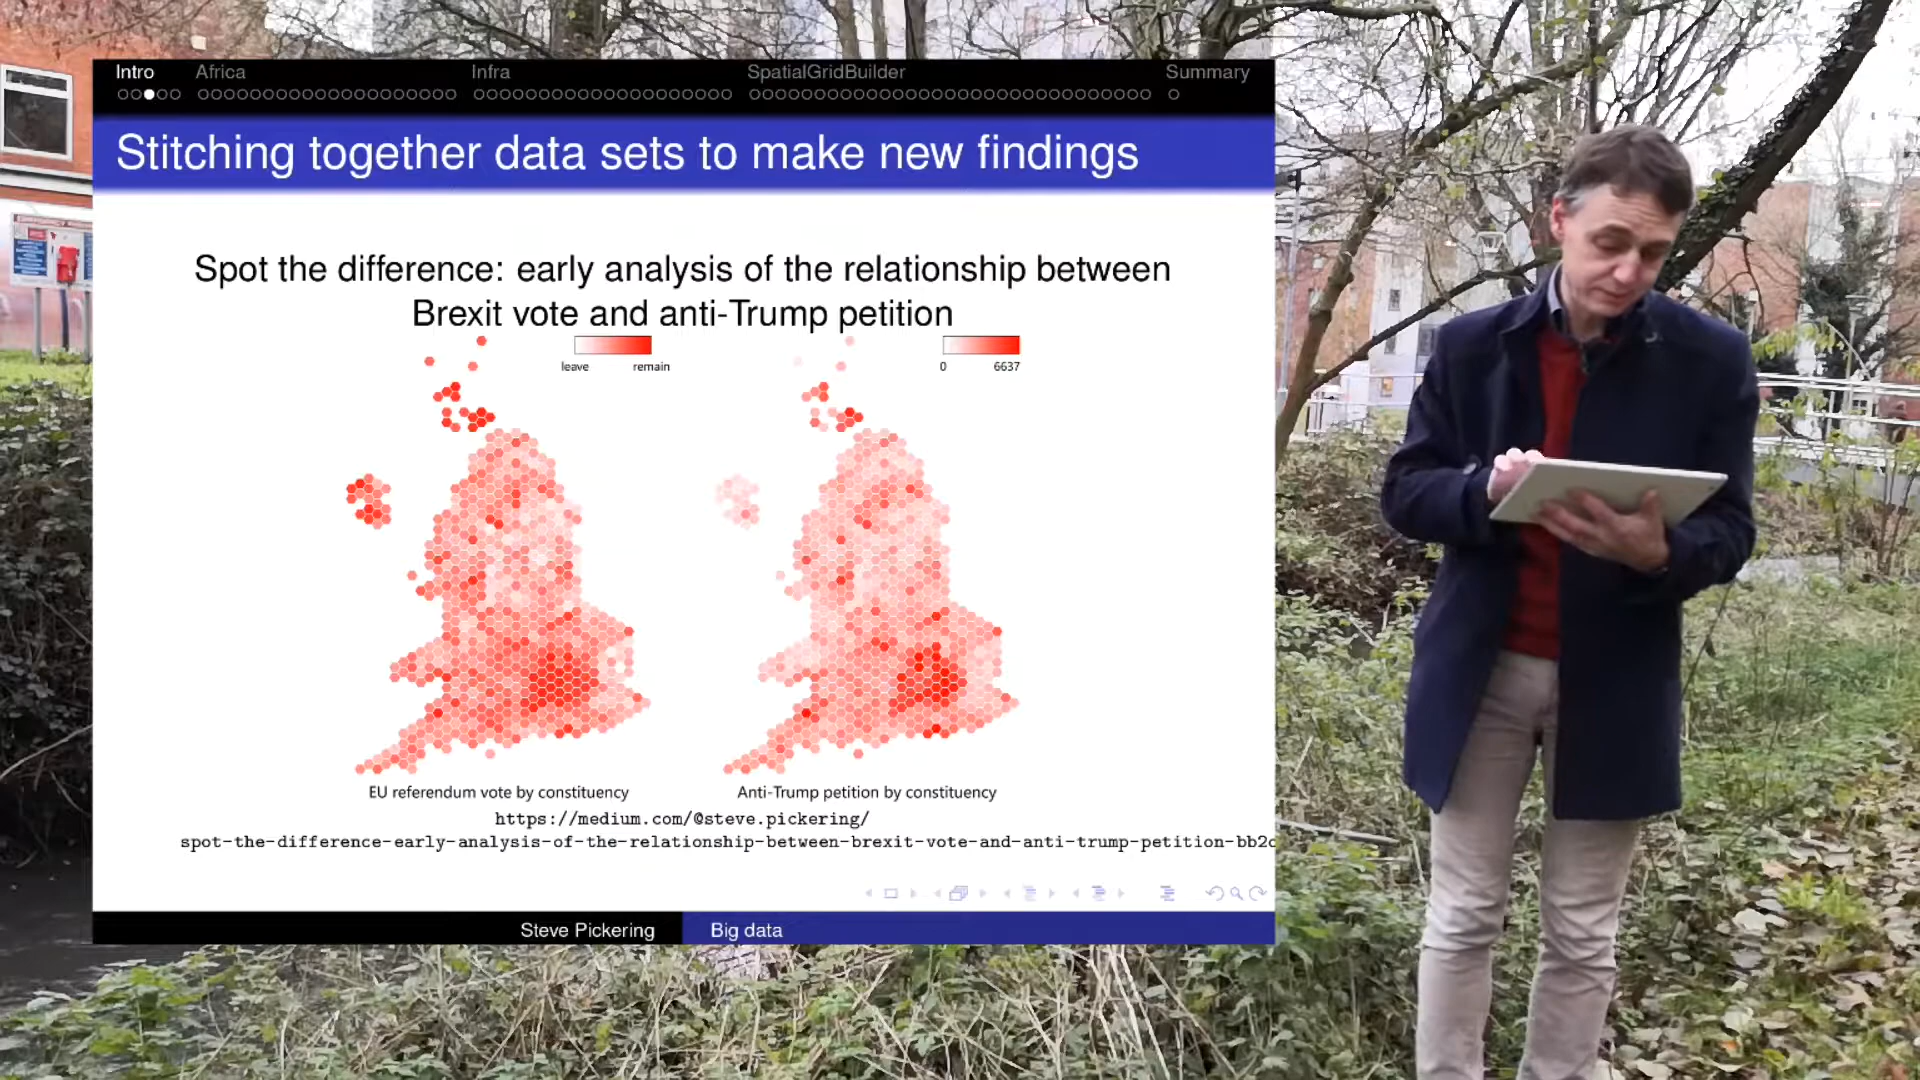 Intro Africa Infra SpatialGridBuilder Summary
Stitching together data sets to make new findings
Spot the difference: early analysis of the relationship between
Brexit vote and anti-Trump petition
leave remain
0 6637
EU referendum vote by constituency
Anti-Trump petition by constituency
https://medium.com/@steve.pickering/
spot-the-difference-early-analysis-of-the-relationship-between-brexit-vote-and-anti-trump-petition-bb2c
Steve Pickering Big data